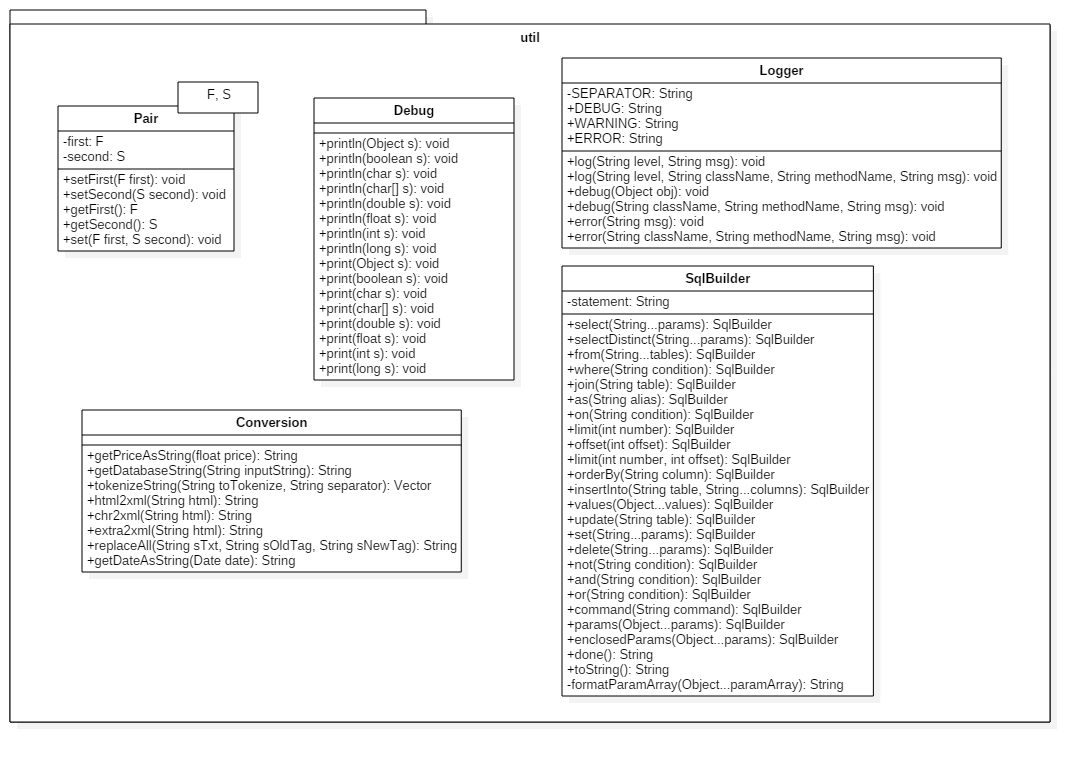 util
F, S
Pair
-first: F
-second: S
+setFirst(F first): void
+setSecond(S second): void
+getFirst(): F
+getSecond(): S
+set(F first, S second): void
Debug
+println(Object s): void
+println(boolean s): void
+println(char s): void
+println(char[] s): void
+println(double s): void
+println(float s): void
+println(int s): void
+println(long s): void
+print(Object s): void
+print(boolean s): void
+print(char s): void
+print(char[] s): void
+print(double s): void
+print(float s): void
+print(int s): void
+print(long s): void
Logger
-SEPARATOR: String
+DEBUG: String
+WARNING: String
+ERROR: String
+log(String level, String msg): void
+log(String level, String className, String methodName, String msg): void
+debug(Object obj): void
+debug(String className, String methodName, String msg): void
+error(String msg): void
+error(String className, String methodName, String msg): void
Conversion
+getPriceAsString(float price): String
+getDatabaseString(String inputString): String
+tokenizeString(String toTokenize, String separator): Vector
+html2xml(String html): String
+chr2xml(String html): String
+extra2xml(String html): String
+replaceAll(String sTxt, String sOldTag, String sNewTag): String
+getDateAsString(Date date): String
SqlBuilder
-statement: String
+select(String...params): SqlBuilder
+selectDistinct(String...params): SqlBuilder
+from(String...tables): SqlBuilder
+where(String condition): SqlBuilder
+join(String table): SqlBuilder
+as(String alias): SqlBuilder
+on(String condition): SqlBuilder
+limit(int number): SqlBuilder
+offset(int offset): SqlBuilder
+limit(int number, int offset): SqlBuilder
+orderBy(String column): SqlBuilder
+insertInto(String table, String...columns): SqlBuilder
+values(Object...values): SqlBuilder
+update(String table): SqlBuilder
+set(String...params): SqlBuilder
+delete(String...params): SqlBuilder
+not(String condition): SqlBuilder
+and(String condition): SqlBuilder
+or(String condition): SqlBuilder
+command(String command): SqlBuilder
+params(Object...params): SqlBuilder
+enclosedParams(Object...params): SqlBuilder
+done(): String
+toString(): String
-formatParamArray(Object...paramArray): String